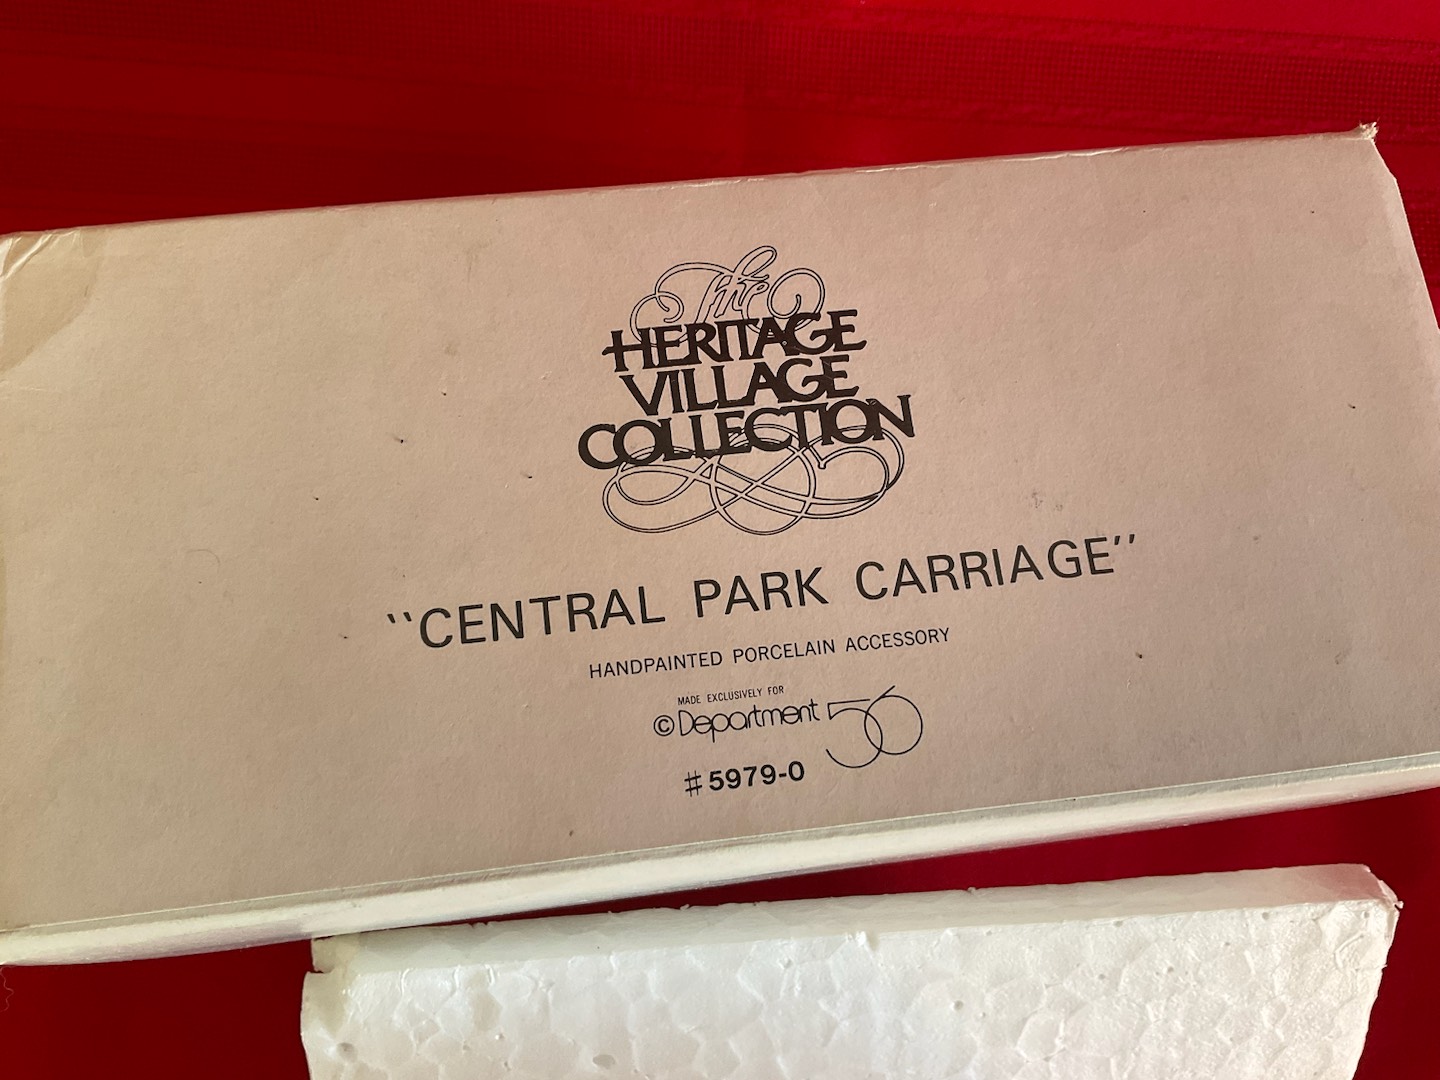 The
HERITAGE
VILLAGE
COLLECTION
"CENTRAL PARK CARRIAGE"
HANDPAINTED PORCELAIN ACCESSORY
MADE EXCLUSIVELY FOR
© Department 56
#5979-0